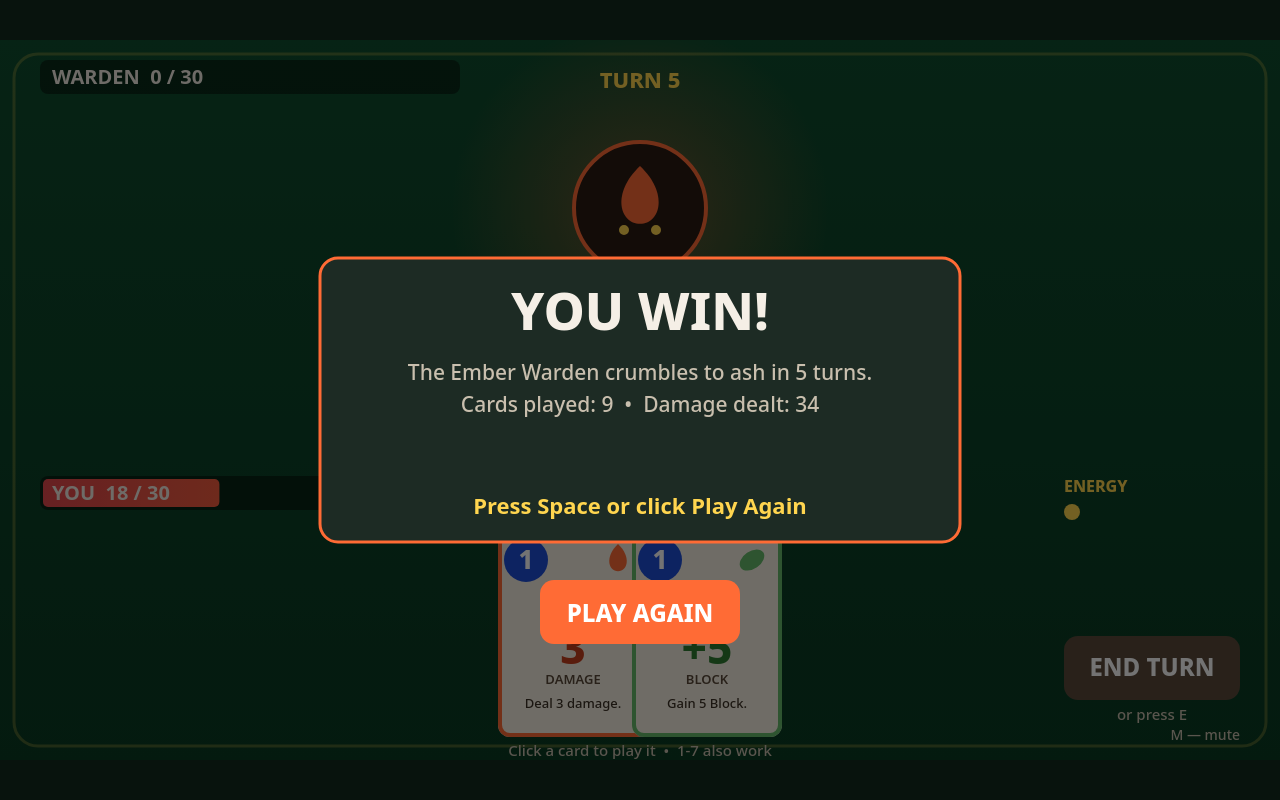 WARDEN 0 / 30
TURN 5
YOU WIN!
The Ember Warden crumbles to ash in 5 turns.
Cards played: 9 • Damage dealt: 34
YOU 18 / 30
ENERGY
Press Space or click Play Again
1
1
PLAY AGAIN
3
+5
DAMAGE
BLOCK
Deal 3 damage.
Gain 5 Block.
END TURN
or press E
M — mute
Click a card to play it • 1-7 also work